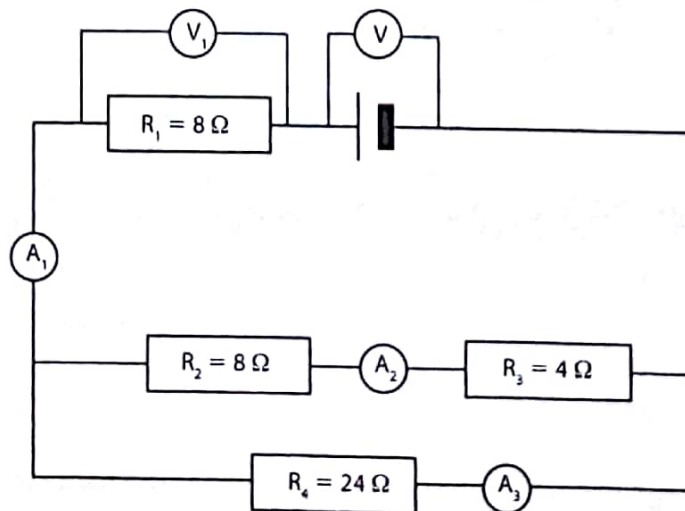 V₁
V
R₁ = 8 Ω
A₁
R₂ = 8 Ω
A₂
R₃ = 4 Ω
R₄ = 24 Ω
A₃